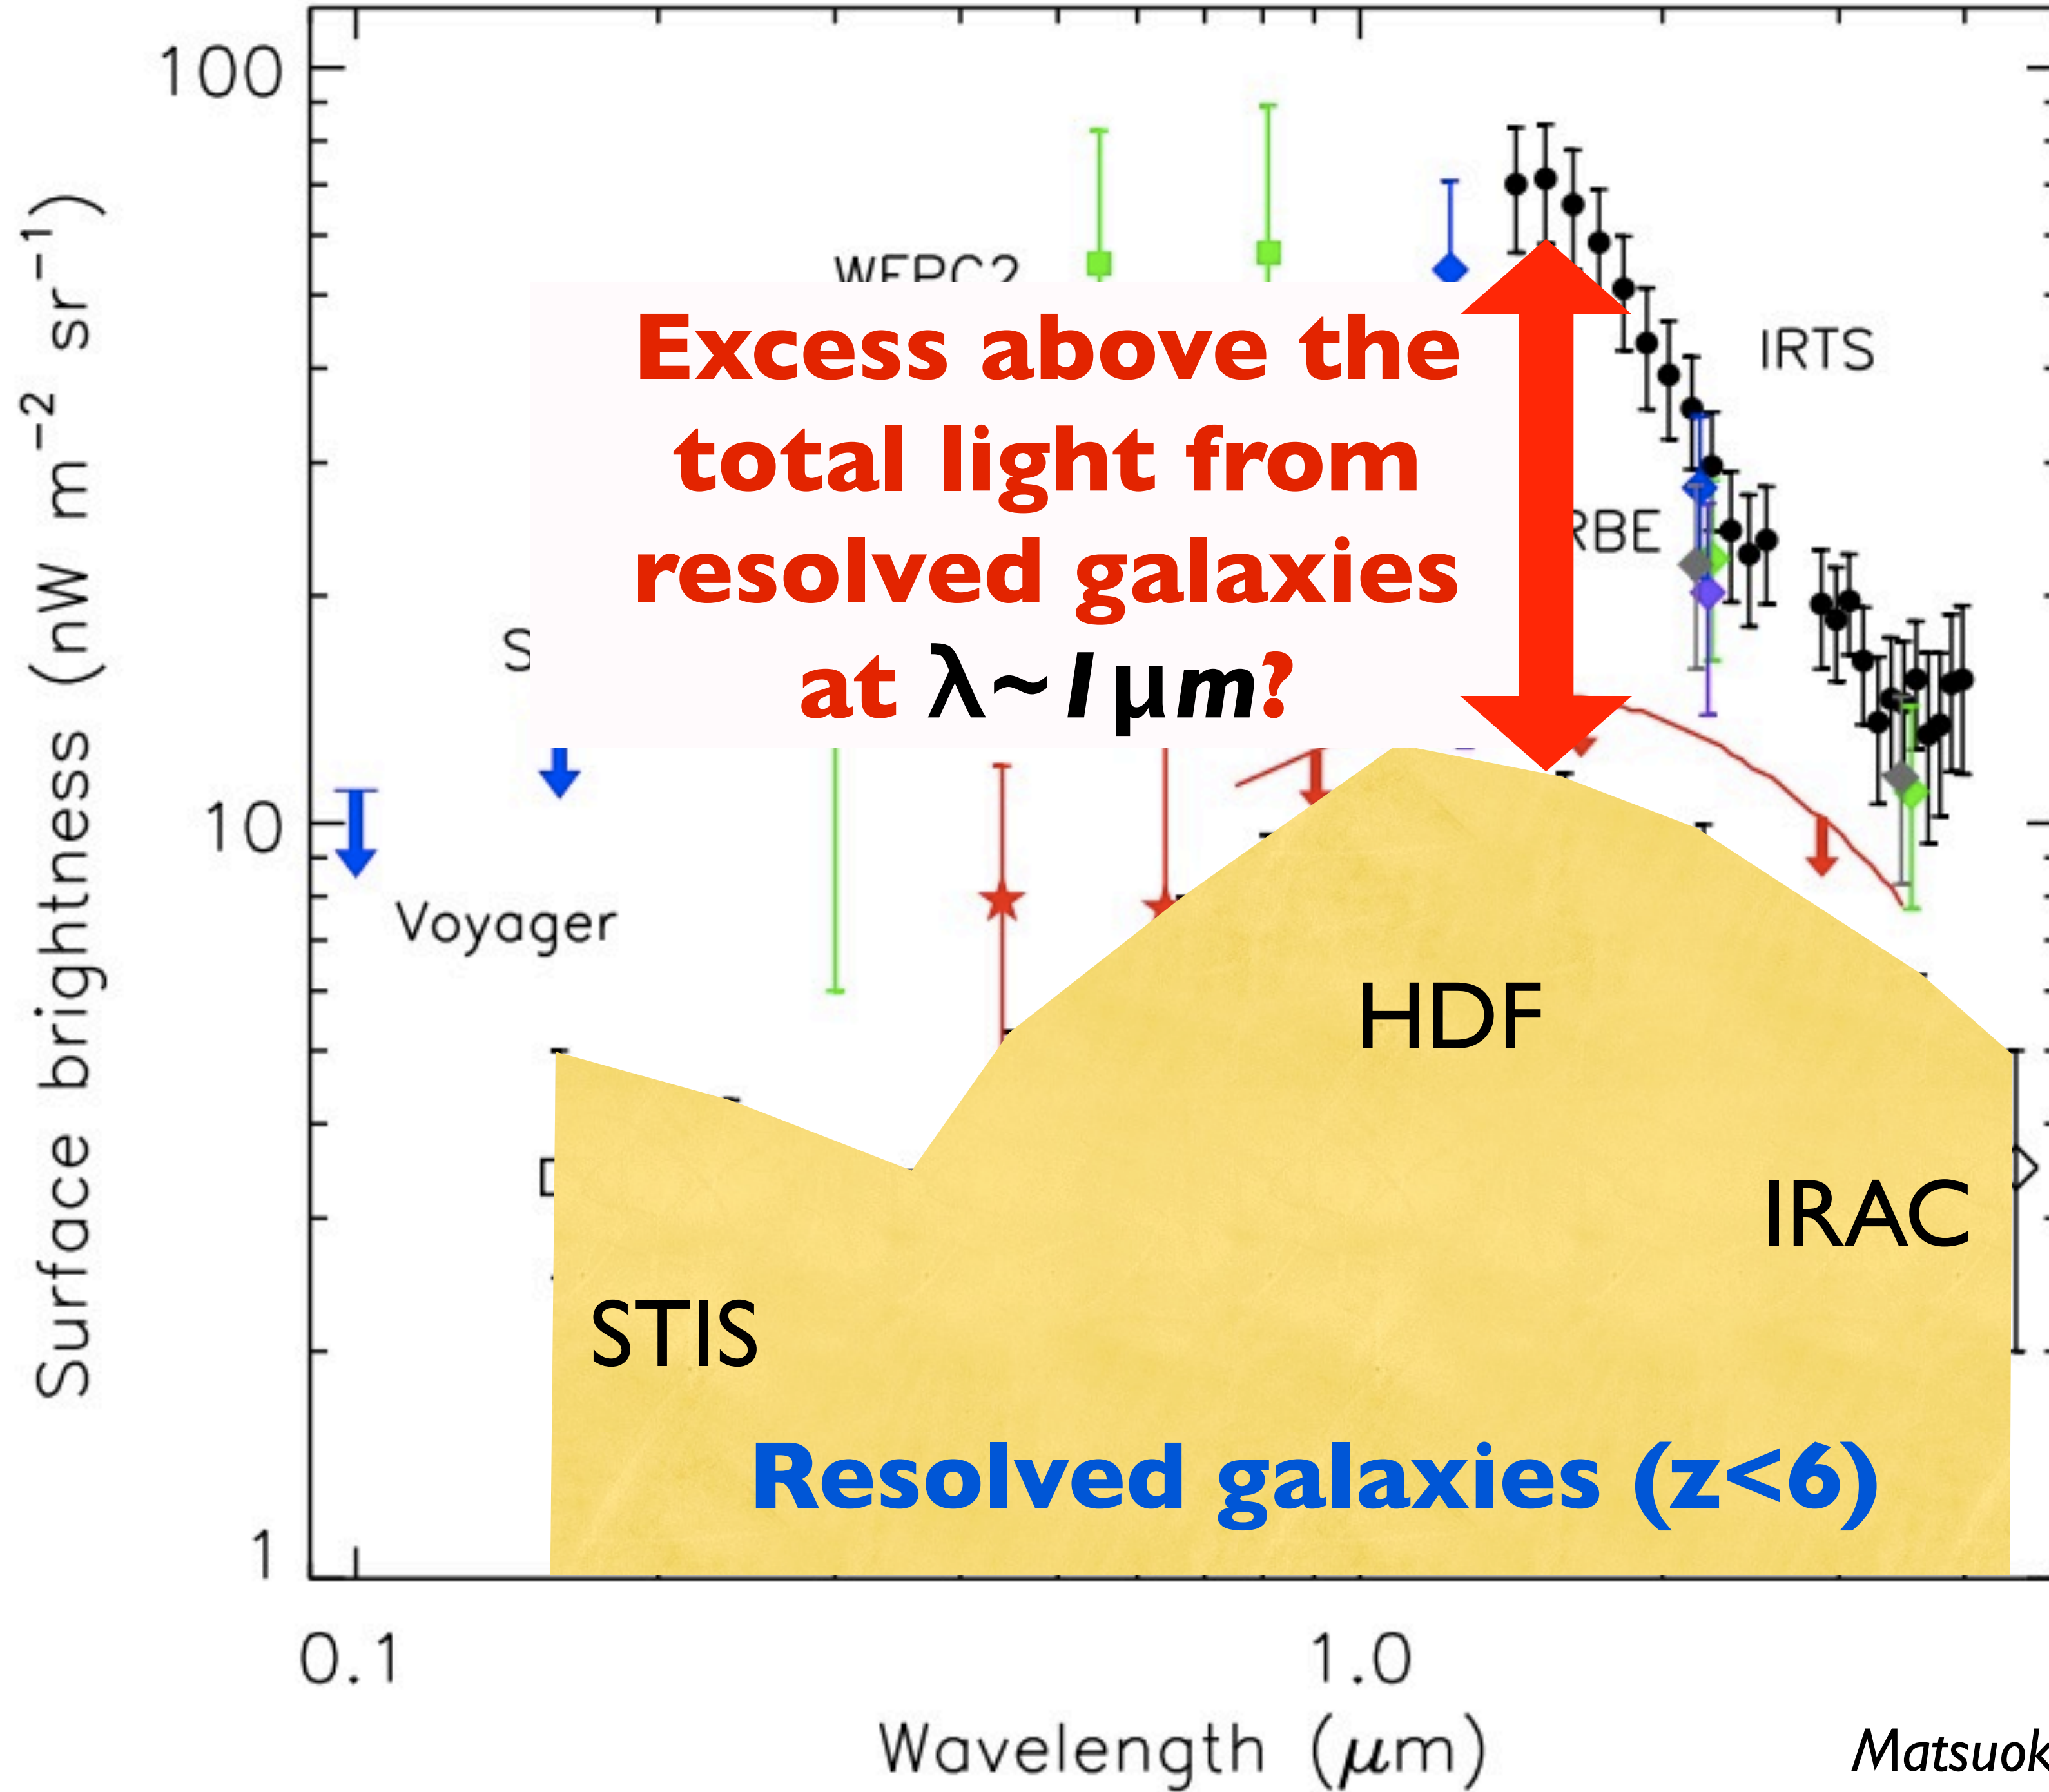 100
10
1
Surface brightness (nW m⁻² sr⁻¹)
WFPC2
Excess above the
total light from
resolved galaxies
at λ~1μm?
IRTS
RBE
S
Voyager
HDF
IRAC
STIS
Resolved galaxies (z<6)
0.1
1.0
Wavelength (μm)
Matsuok